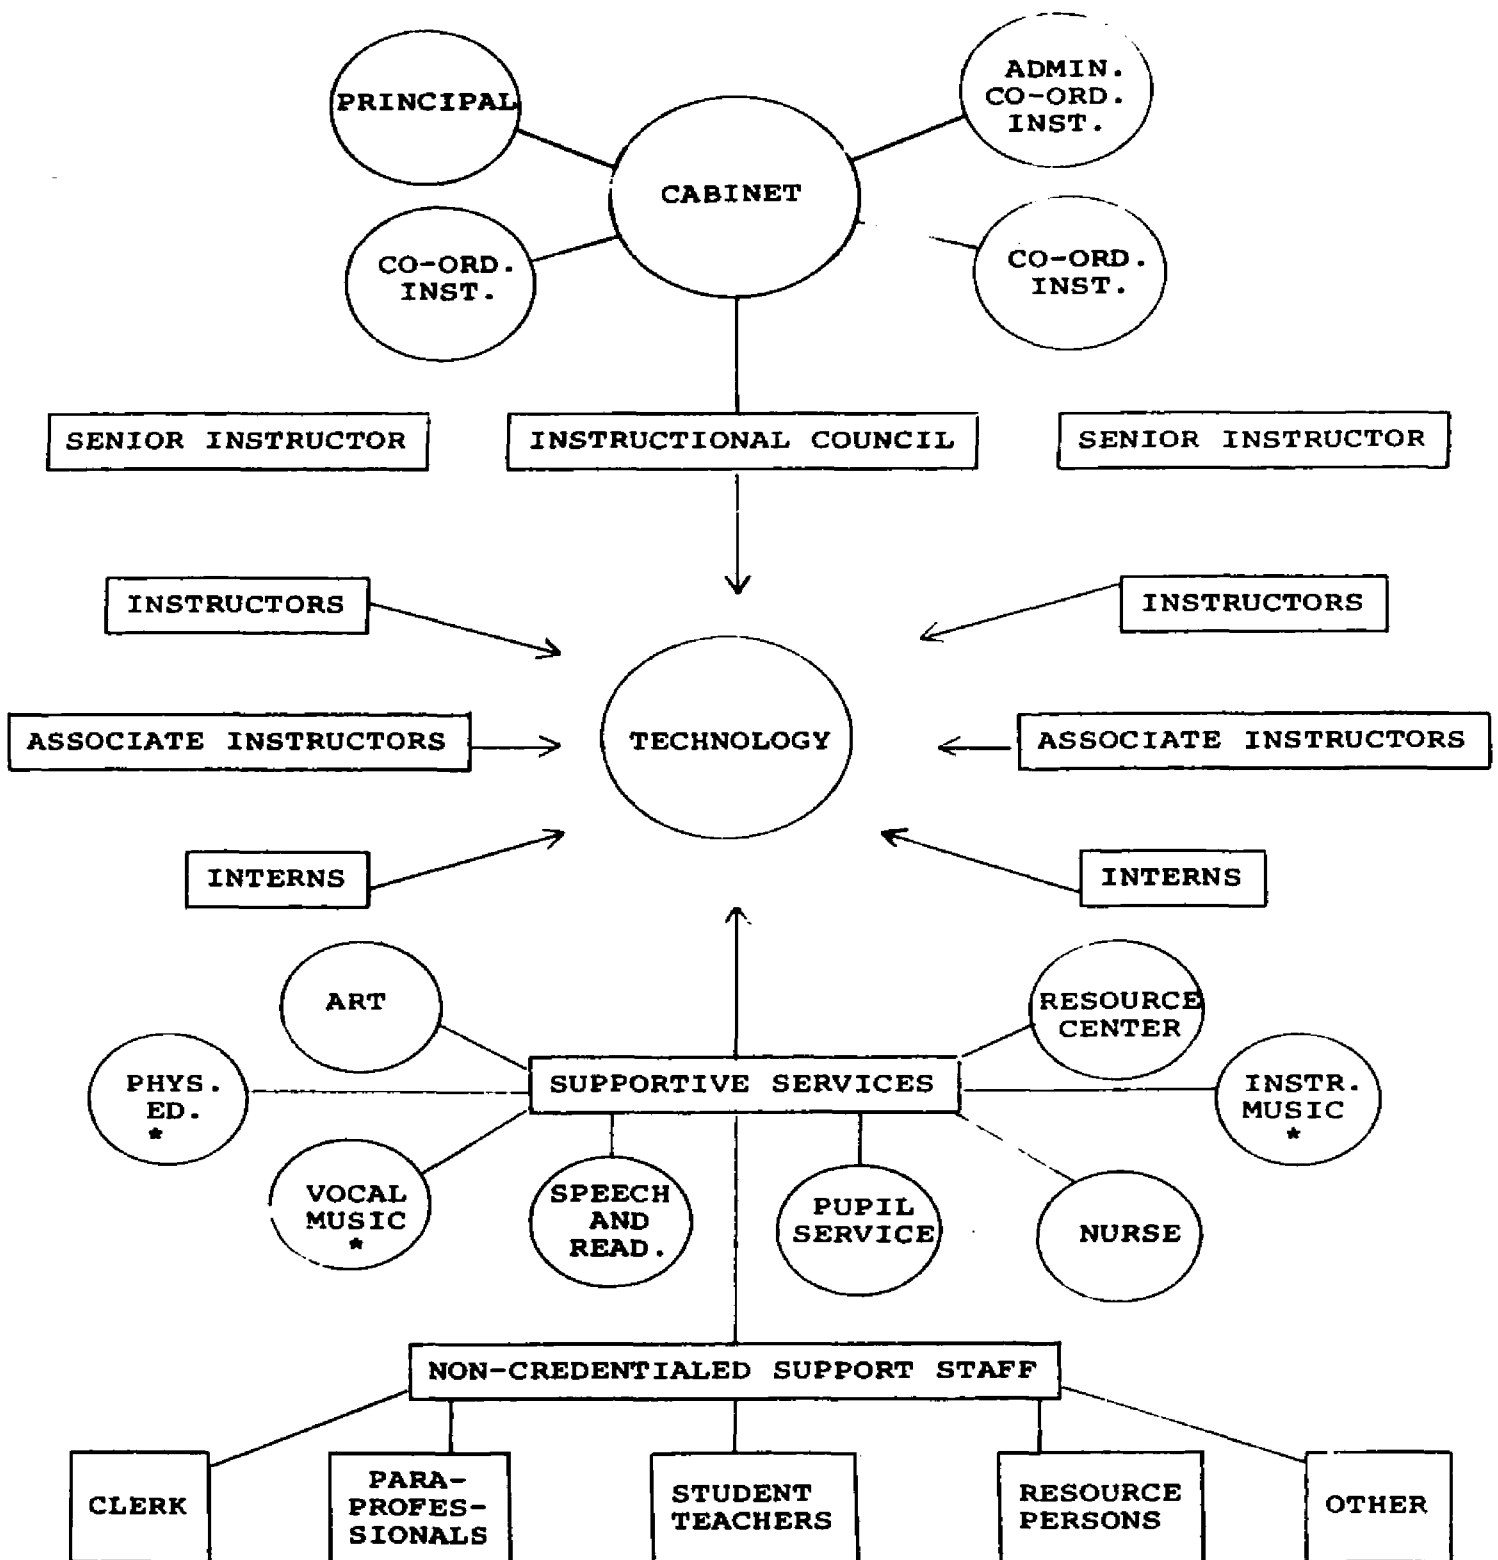 PRINCIPAL
ADMIN.
CO-ORD.
INST.
CABINET
CO-ORD.
INST.
CO-ORD.
INST.
SENIOR INSTRUCTOR
INSTRUCTIONAL COUNCIL
SENIOR INSTRUCTOR
INSTRUCTORS
INSTRUCTORS
ASSOCIATE INSTRUCTORS
TECHNOLOGY
ASSOCIATE INSTRUCTORS
INTERNS
INTERNS
ART
RESOURCE
CENTER
PHYS.
ED.
*
SUPPORTIVE SERVICES
INSTR.
MUSIC
*
VOCAL
MUSIC
*
SPEECH
AND
READ.
PUPIL
SERVICE
NURSE
NON-CREDENTIALED SUPPORT STAFF
CLERK
PARA-
PROFES-
SIONALS
STUDENT
TEACHERS
RESOURCE
PERSONS
OTHER